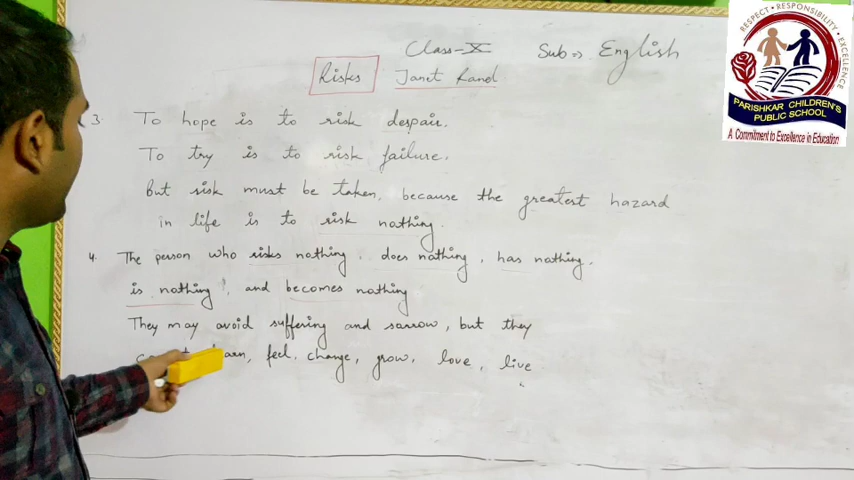 Class-X Sub⇒ English
Risks Janet Rand
3. To hope is to risk despair.
To try is to risk failure.
But risk must be taken, because the greatest hazard
in life is to risk nothing.
4. The person who risks nothing, does nothing, has nothing,
is nothing, and becomes nothing
They may avoid suffering and sarrow, but they
feel, change, grow, love, live
RESPECT • RESPONSIBILITY • EXCELLENCE
PARISHKAR CHILDREN'S
PUBLIC SCHOOL
A Commitment to Excellence in Education